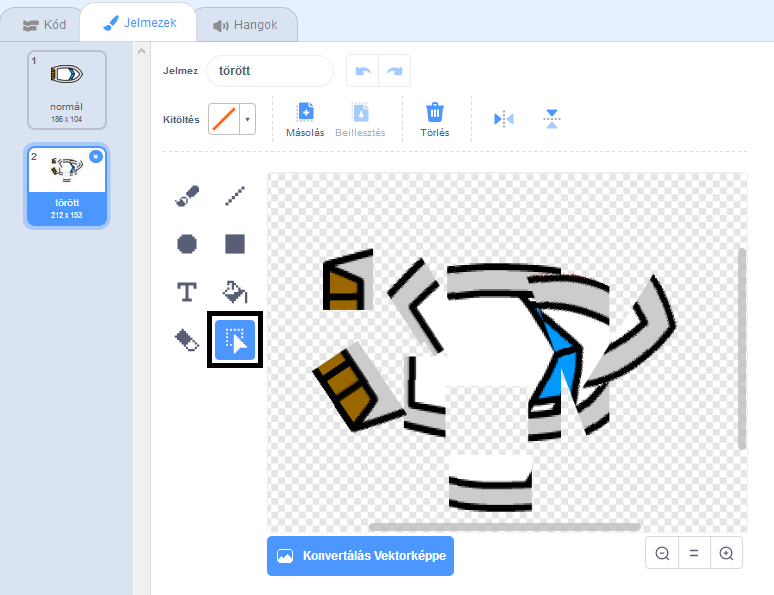 Kód
Jelmezek
Hangok
1
normál
186 x 104
2
törött
212 x 153
Jelmez
törött
Kitöltés
Másolás
Beillesztés
Törlés
T
Konvertálás Vektorképpe